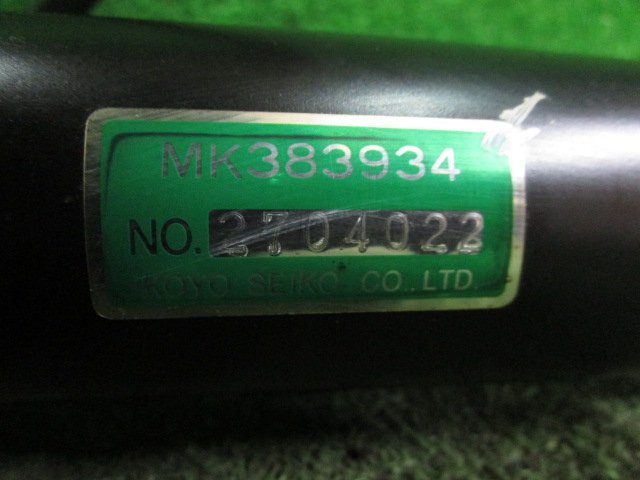 MK383934
NO. 2704022
KOYO SEIKO CO., LTD.